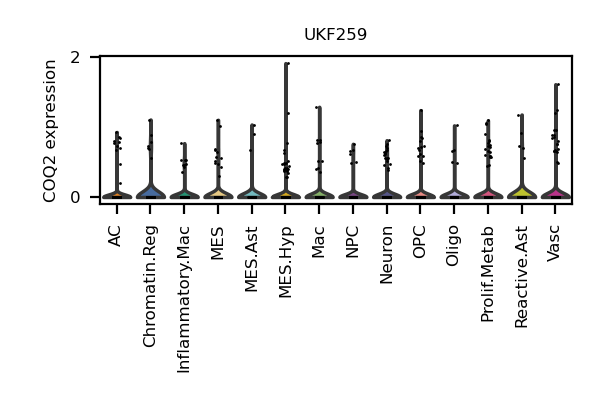 UKF259
COQ2 expression
2
0
AC
Chromatin.Reg
Inflammatory.Mac
MES
MES.Ast
MES.Hyp
Mac
NPC
Neuron
OPC
Oligo
Prolif.Metab
Reactive.Ast
Vasc